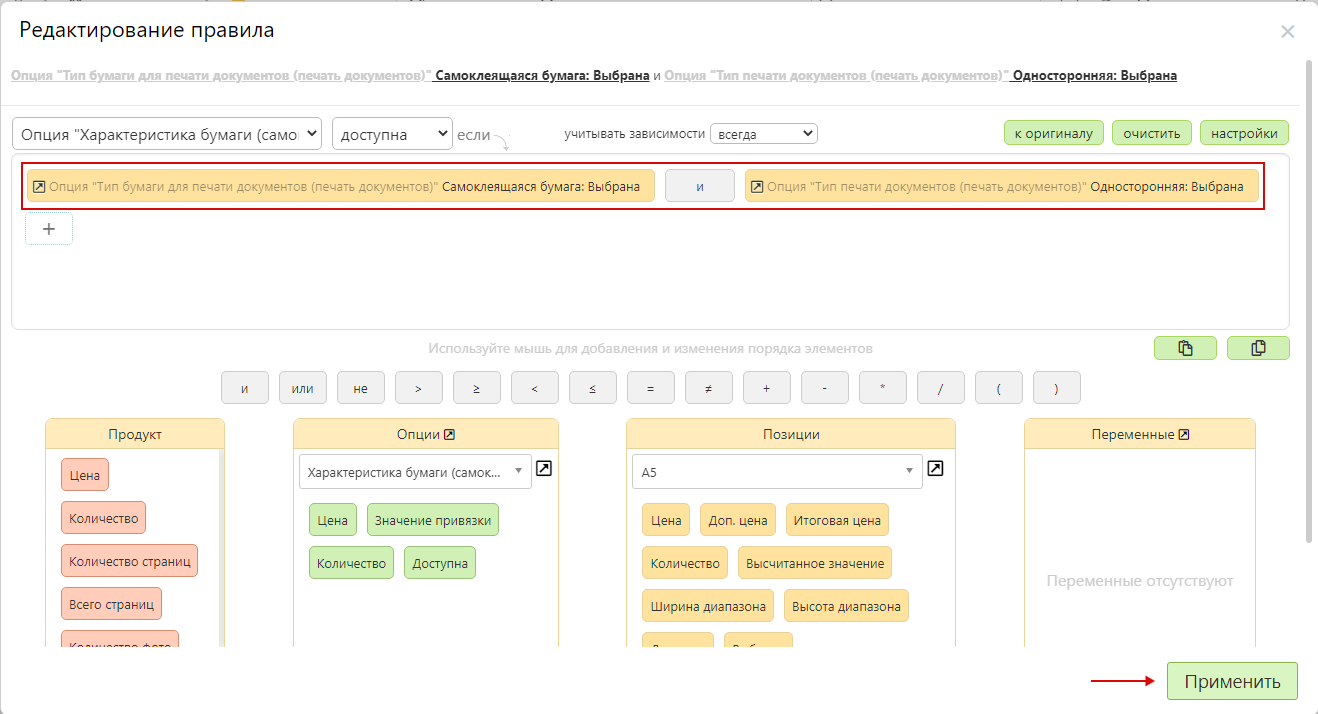 Редактирование правила
Опция "Тип бумаги для печати документов (печать документов)" Самоклеящаяся бумага: Выбрана и Опция "Тип печати документов (печать документов)" Односторонняя: Выбрана
Опция "Характеристика бумаги (само доступна если учитывать зависимости всегда к оригиналу очистить настройки
Опция "Тип бумаги для печати документов (печать документов)" Самоклеящаяся бумага: Выбрана и Опция "Тип печати документов (печать документов)" Односторонняя: Выбрана
+
Используйте мышь для добавления и изменения порядка элементов
и или не > ≥ < ≤ = ≠ + - * / ( )
Продукт Опции Позиции Переменные
Характеристика бумаги (самок... А5
Цена
Количество
Количество страниц
Всего страниц
Количество фото
Цена Значение привязки
Количество Доступна
Цена Доп. цена Итоговая цена
Количество Высчитанное значение
Ширина диапазона Высота диапазона
Переменные отсутствуют
Применить